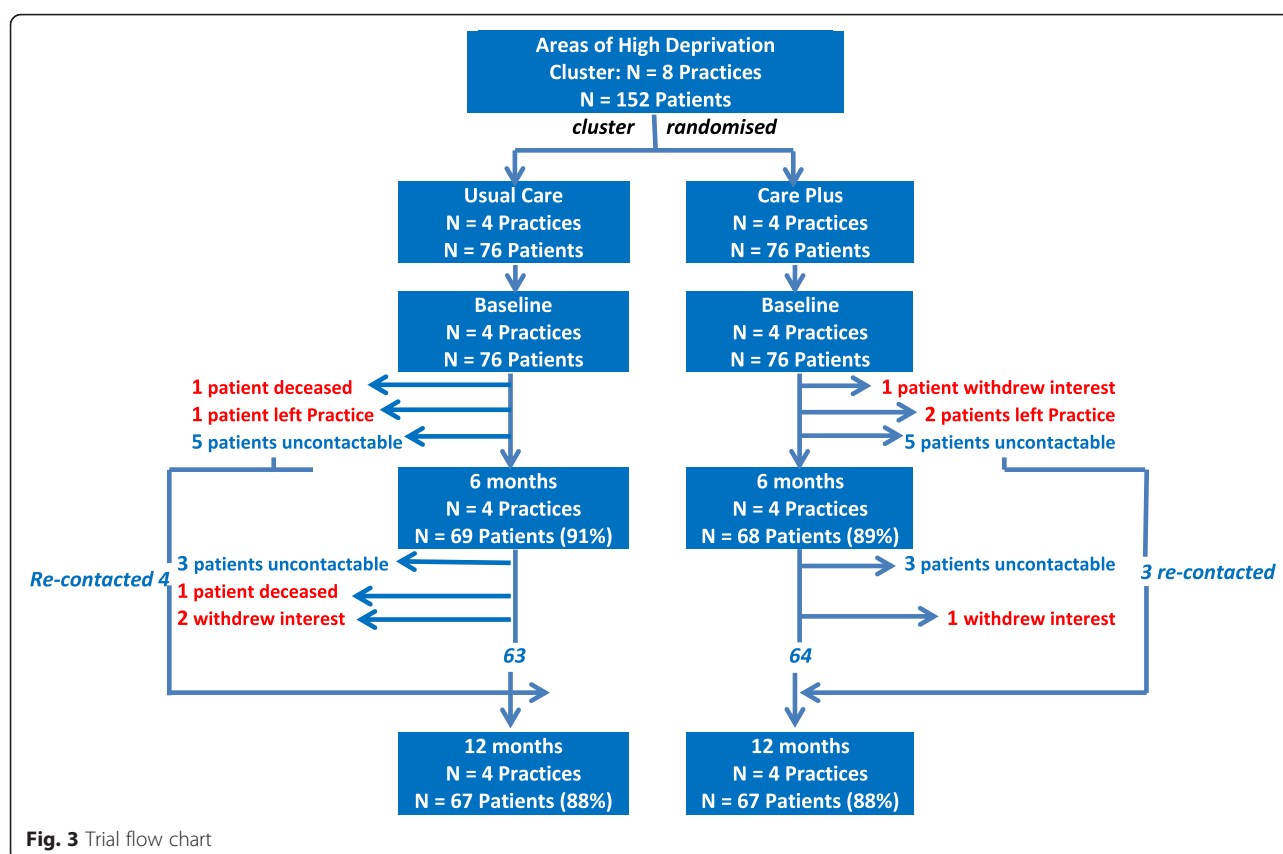 Areas of High Deprivation
Cluster: N = 8 Practices
N = 152 Patients
cluster randomised
Usual Care
N = 4 Practices
N = 76 Patients
Care Plus
N = 4 Practices
N = 76 Patients
Baseline
N = 4 Practices
N = 76 Patients
Baseline
N = 4 Practices
N = 76 Patients
1 patient deceased
1 patient left Practice
5 patients uncontactable
1 patient withdrew interest
2 patients left Practice
5 patients uncontactable
6 months
N = 4 Practices
N = 69 Patients (91%)
6 months
N = 4 Practices
N = 68 Patients (89%)
Re-contacted 4
3 patients uncontactable
1 patient deceased
2 withdrew interest
3 patients uncontactable
1 withdrew interest
3 re-contacted
63
64
12 months
N = 4 Practices
N = 67 Patients (88%)
12 months
N = 4 Practices
N = 67 Patients (88%)
Fig. 3 Trial flow chart